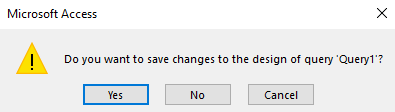 Microsoft Access
Do you want to save changes to the design of query 'Query1'?
Yes No Cancel